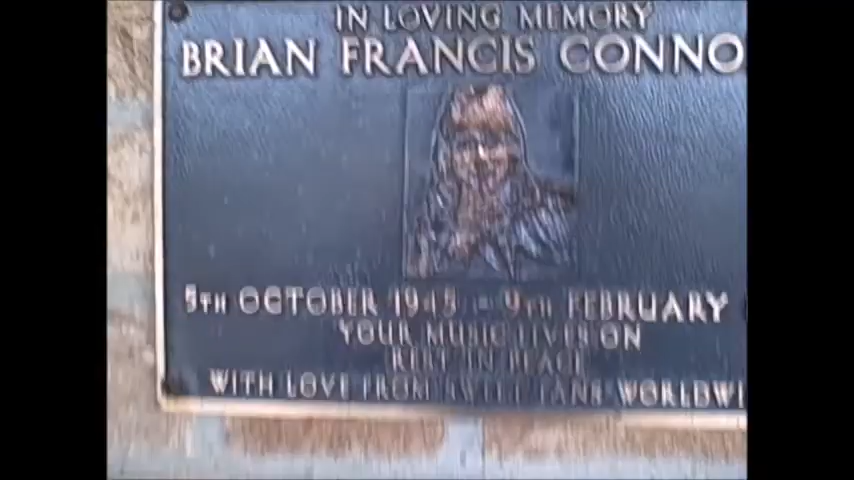 IN LOVING MEMORY
BRIAN FRANCIS CONNO
5TH OCTOBER 1945 - 9TH FEBRUARY
YOUR MUSIC LIVES ON
REST IN PEACE
WITH LOVE FROM SWEET FANS WORLDWI